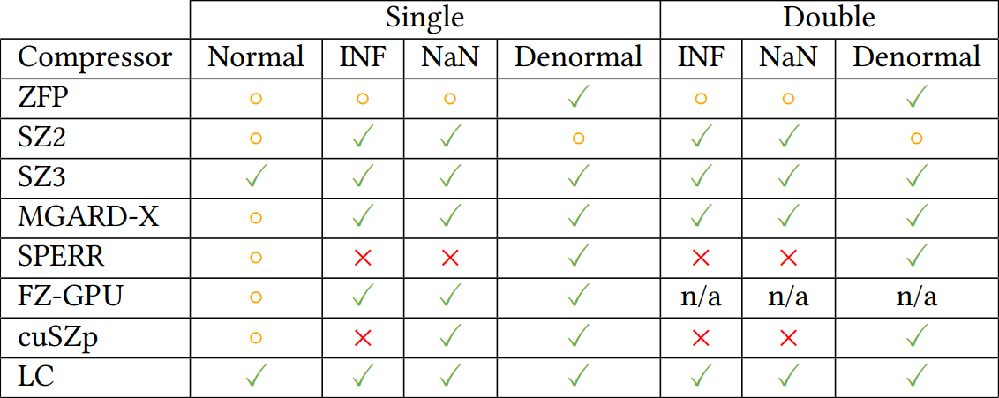 Single Double
Compressor Normal INF NaN Denormal INF NaN Denormal
ZFP ○ ○ ○ ✓ ○ ○ ✓
SZ2 ○ ✓ ✓ ○ ✓ ✓ ○
SZ3 ✓ ✓ ✓ ✓ ✓ ✓ ✓
MGARD-X ○ ✓ ✓ ✓ ✓ ✓ ✓
SPERR ○ × × ✓ × × ✓
FZ-GPU ○ ✓ ✓ ✓ n/a n/a n/a
cuSZp ○ × ✓ ✓ × × ✓
LC ✓ ✓ ✓ ✓ ✓ ✓ ✓